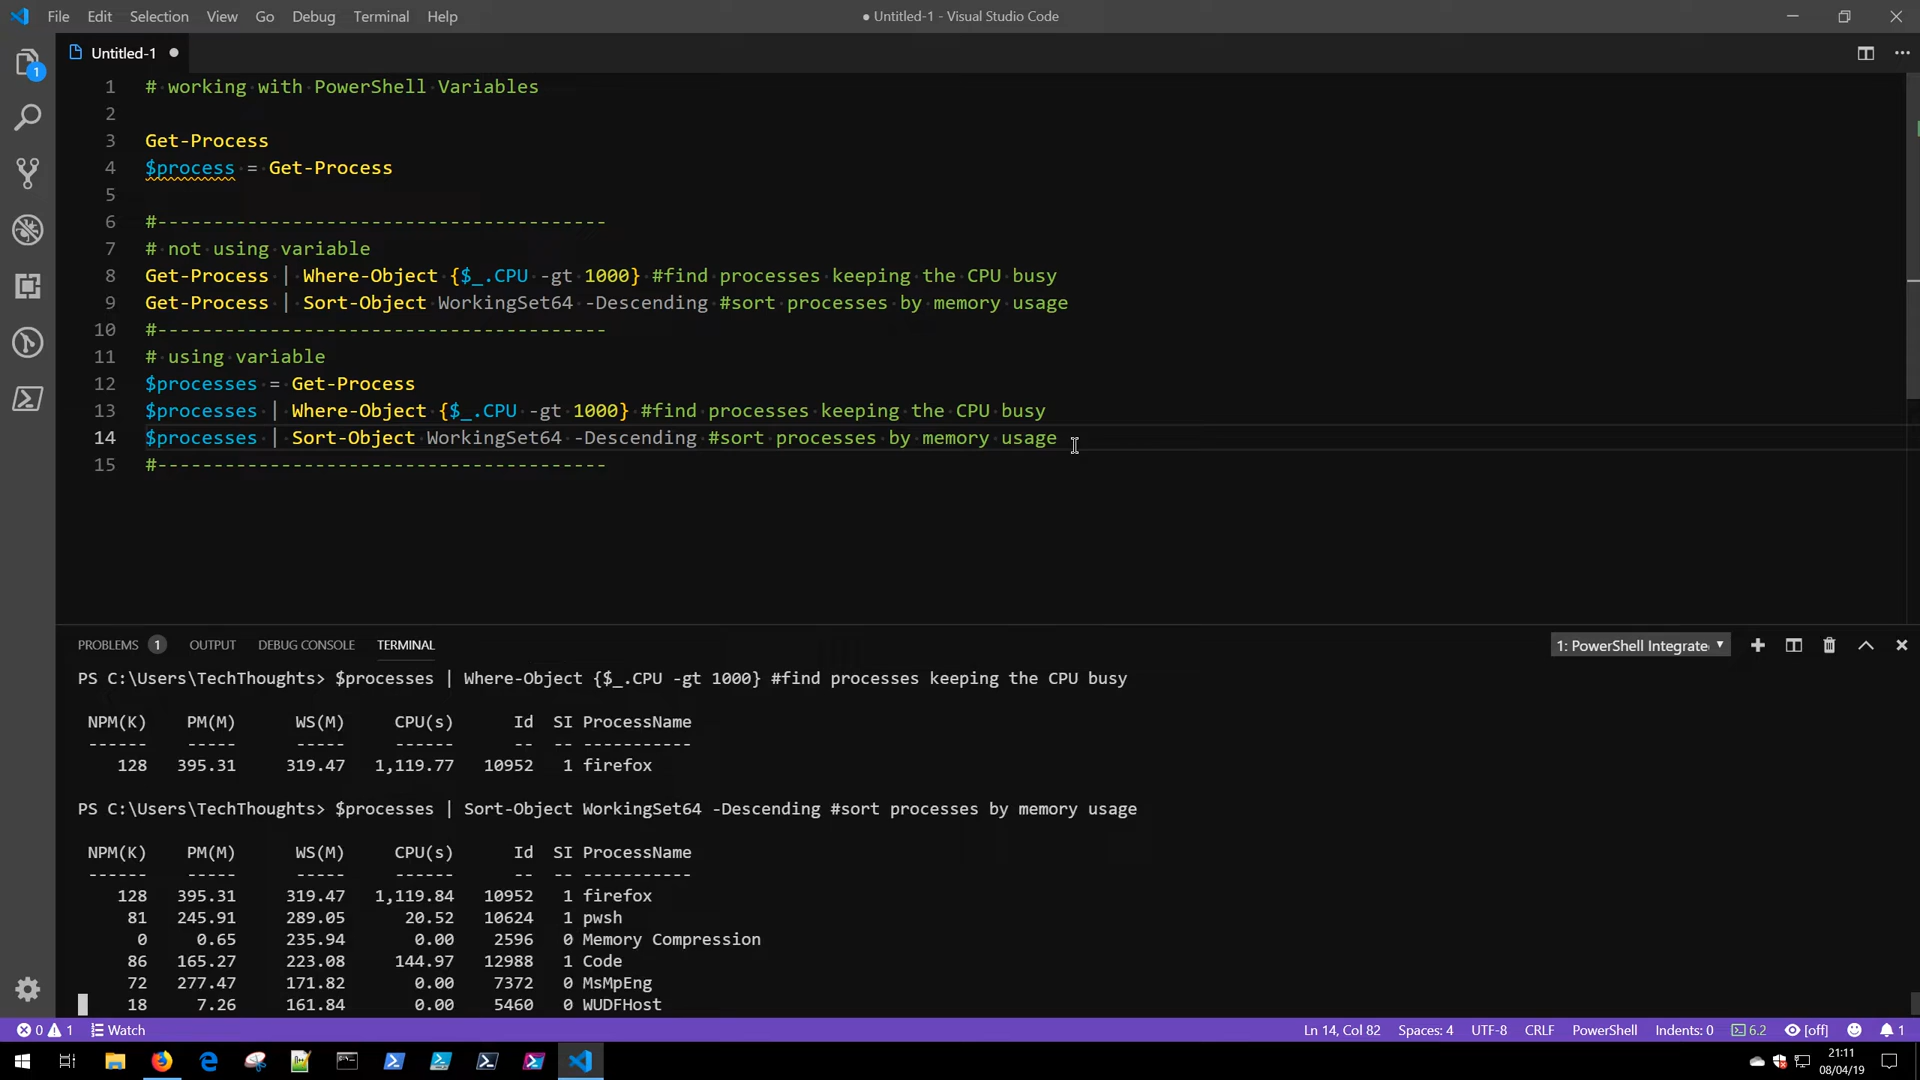 File Edit Selection View Go Debug Terminal Help ● Untitled-1 - Visual Studio Code
1
Untitled-1 ●
1 # working with PowerShell Variables
2
3 Get-Process
4 $process = Get-Process
5
6 #----------------------------------------
7 # not using variable
8 Get-Process | Where-Object {$_.CPU -gt 1000} #find processes keeping the CPU busy
9 Get-Process | Sort-Object WorkingSet64 -Descending #sort processes by memory usage
10 #----------------------------------------
11 # using variable
12 $processes = Get-Process
13 $processes | Where-Object {$_.CPU -gt 1000} #find processes keeping the CPU busy
14 $processes | Sort-Object WorkingSet64 -Descending #sort processes by memory usage
15 #----------------------------------------
PROBLEMS 1 OUTPUT DEBUG CONSOLE TERMINAL 1: PowerShell Integrate
PS C:\Users\TechThoughts> $processes | Where-Object {$_.CPU -gt 1000} #find processes keeping the CPU busy
NPM(K) PM(M) WS(M) CPU(s) Id SI ProcessName
------ ----- ----- ------ -- -- -----------
128 395.31 319.47 1,119.77 10952 1 firefox
PS C:\Users\TechThoughts> $processes | Sort-Object WorkingSet64 -Descending #sort processes by memory usage
NPM(K) PM(M) WS(M) CPU(s) Id SI ProcessName
------ ----- ----- ------ -- -- -----------
128 395.31 319.47 1,119.84 10952 1 firefox
81 245.91 289.05 20.52 10624 1 pwsh
0 0.65 235.94 0.00 2596 0 Memory Compression
86 165.27 223.08 144.97 12988 1 Code
72 277.47 171.82 0.00 7372 0 MsMpEng
18 7.26 161.84 0.00 5460 0 WUDFHost
0 1 Watch Ln 14, Col 82 Spaces: 4 UTF-8 CRLF PowerShell Indents: 0 6.2 [off] 1
21:11
08/04/19